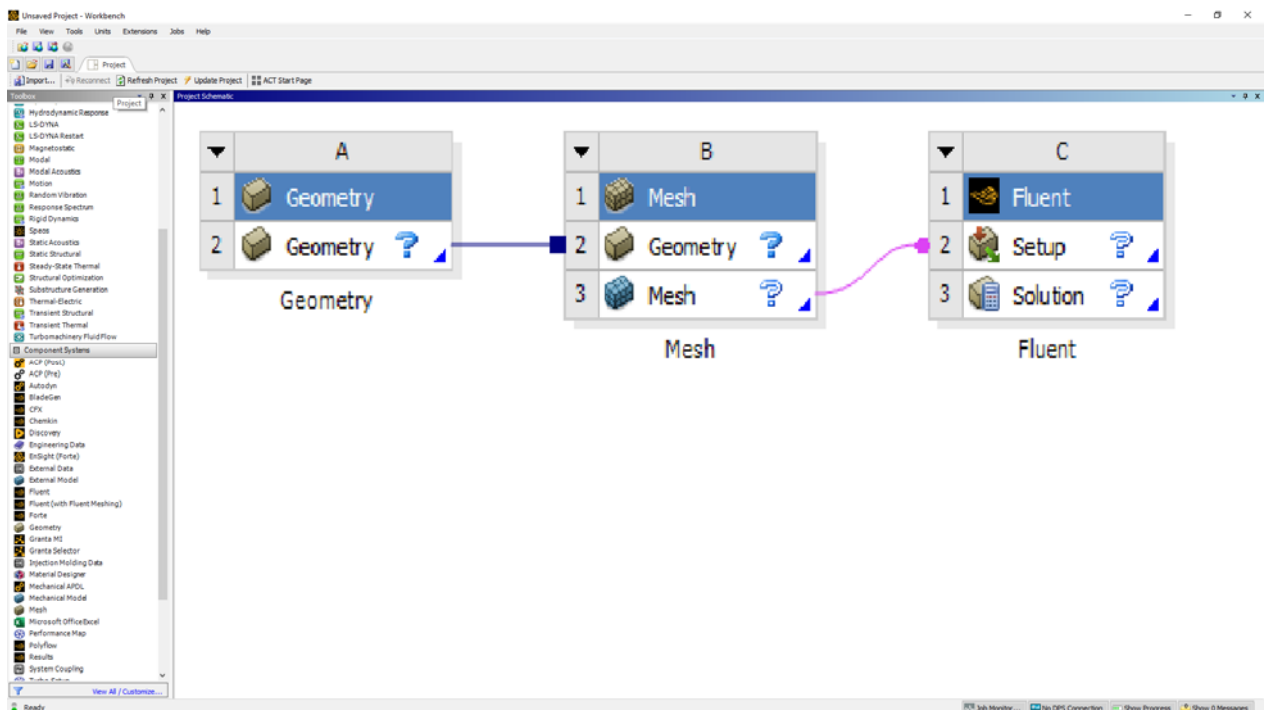 Unsaved Project - Workbench
File View Tools Units Extensions Jobs Help
Project
Import... Reconnect Refresh Project Update Project ACT Start Page
Toolbox
Project
Project Schematic
Hydrodynamic Response
LS-DYNA
LS-DYNA Restart
Magnetostatic
Modal
Modal Acoustics
Motion
Random Vibration
Response Spectrum
Rigid Dynamics
Speos
Static Acoustics
Static Structural
Steady-State Thermal
Structural Optimization
Substructure Generation
Thermal-Electric
Transient Structural
Transient Thermal
Turbomachinery Fluid Flow
Component Systems
ACP (Post)
ACP (Pre)
Autodyn
BladeGen
CFX
Chemkin
Discovery
Engineering Data
EnSight (Forte)
External Data
External Model
Fluent
Fluent (with Fluent Meshing)
Forte
Geometry
Granta MI
Granta Selector
Injection Molding Data
Material Designer
Mechanical APDL
Mechanical Model
Mesh
Microsoft Office Excel
Performance Map
Polyflow
Results
System Coupling
View All / Customize...
A
1 Geometry
2 Geometry ?
Geometry
B
1 Mesh
2 Geometry ?
3 Mesh ?
Mesh
C
1 Fluent
2 Setup ?
3 Solution ?
Fluent
Ready
Job Monitor... No DPS Connection Show Progress Show 0 Messages